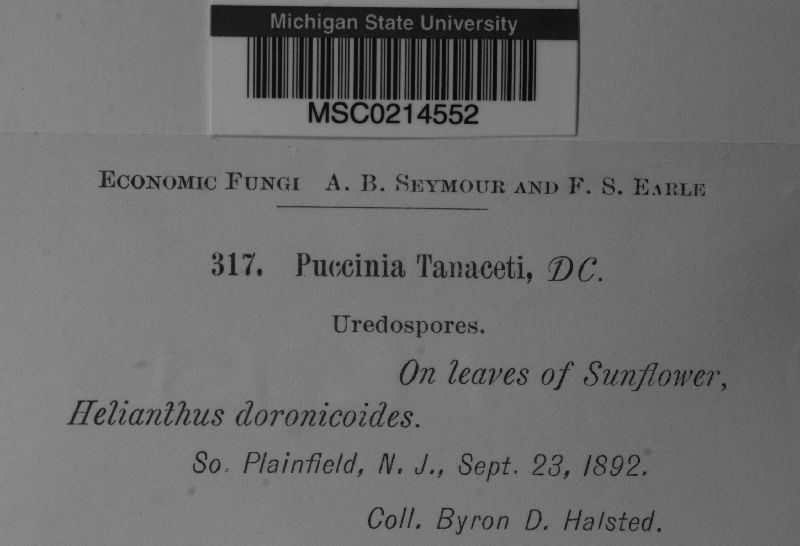 Michigan State University
MSC0214552
Economic Fungi A. B. Seymour and F. S. Earle
317. Puccinia Tanaceti, DC.
Uredospores.
On leaves of Sunflower,
Helianthus doronicoides.
So. Plainfield, N. J., Sept. 23, 1892.
Coll. Byron D. Halsted.